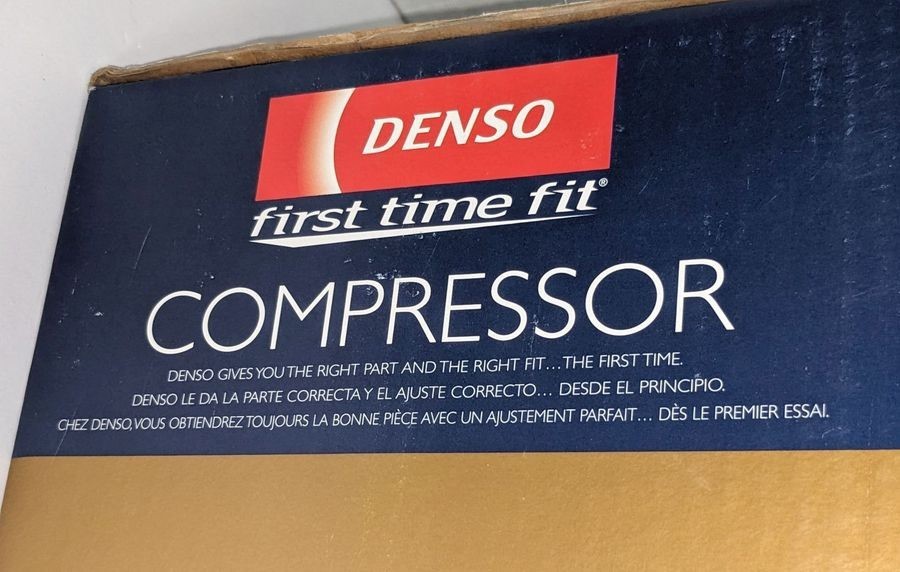 DENSO
first time fit®
COMPRESSOR
DENSO GIVES YOU THE RIGHT PART AND THE RIGHT FIT...THE FIRST TIME.
DENSO LE DA LA PARTE CORRECTA Y EL AJUSTE CORRECTO... DESDE EL PRINCIPIO.
CHEZ DENSO, VOUS OBTIENDREZ TOUJOURS LA BONNE PIÈCE AVEC UN AJUSTEMENT PARFAIT... DÈS LE PREMIER ESSAI.